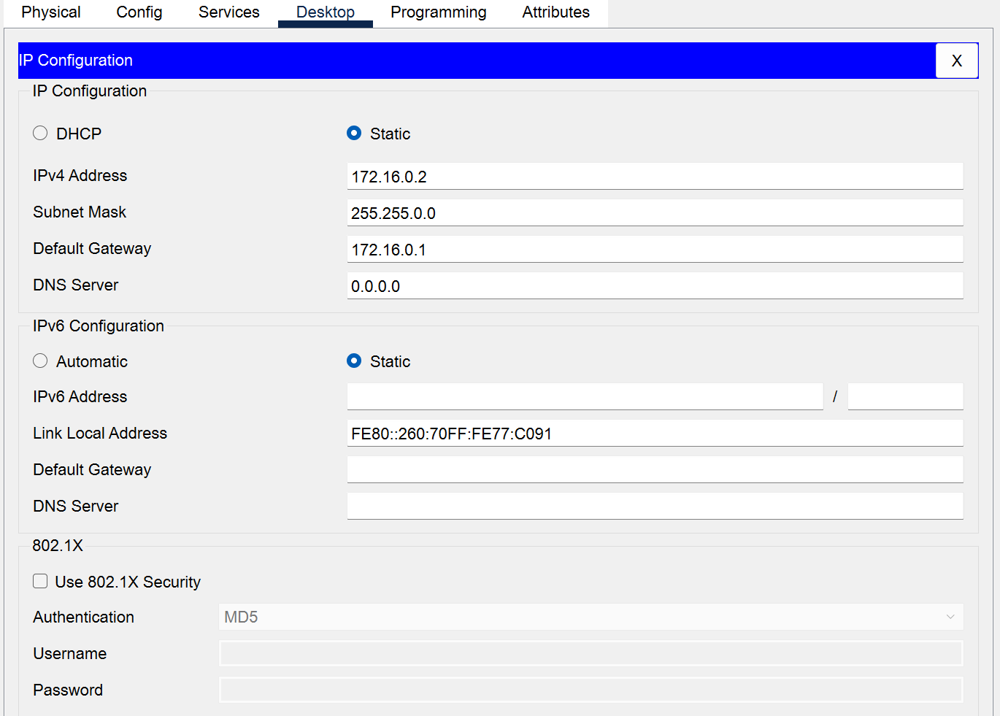 Physical Config Services Desktop Programming Attributes
IP Configuration X
IP Configuration
DHCP Static
IPv4 Address 172.16.0.2
Subnet Mask 255.255.0.0
Default Gateway 172.16.0.1
DNS Server 0.0.0.0
IPv6 Configuration
Automatic Static
IPv6 Address /
Link Local Address FE80::260:70FF:FE77:C091
Default Gateway
DNS Server
802.1X
Use 802.1X Security
Authentication MD5
Username
Password